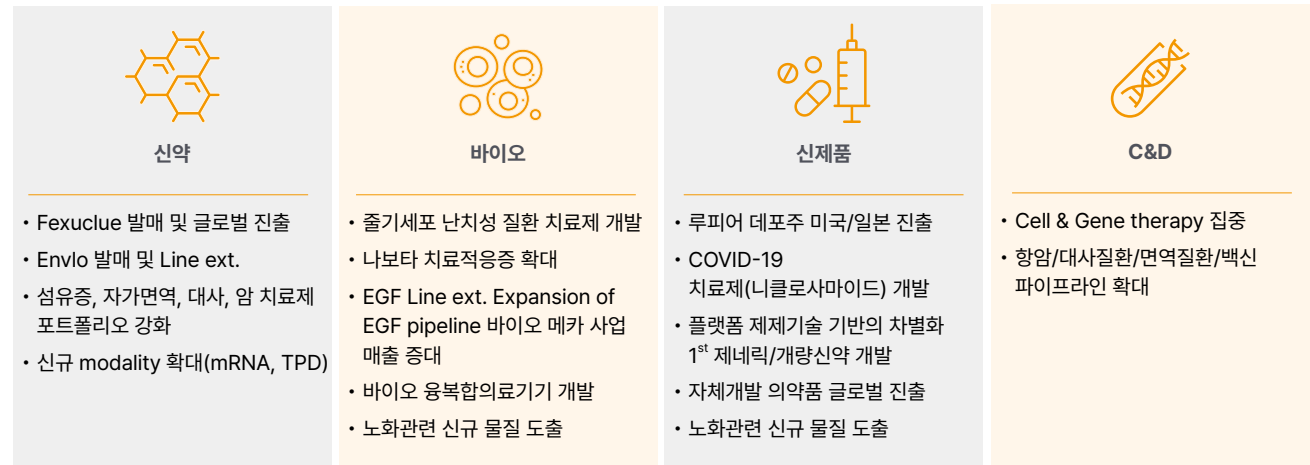 신약
• Fexuclue 발매 및 글로벌 진출
• Envlo 발매 및 Line ext.
• 섬유증, 자가면역, 대사, 암 치료제
포트폴리오 강화
• 신규 modality 확대(mRNA, TPD)
바이오
• 줄기세포 난치성 질환 치료제 개발
• 나보타 치료적응증 확대
• EGF Line ext. Expansion of
EGF pipeline 바이오 메카 사업
매출 증대
• 바이오 융복합의료기기 개발
• 노화관련 신규 물질 도출
신제품
• 루피어 데포주 미국/일본 진출
• COVID-19
치료제(니클로사마이드) 개발
• 플랫폼 제제기술 기반의 차별화
1st 제네릭/개량신약 개발
• 자체개발 의약품 글로벌 진출
• 노화관련 신규 물질 도출
C&D
• Cell & Gene therapy 집중
• 항암/대사질환/면역질환/백신
파이프라인 확대